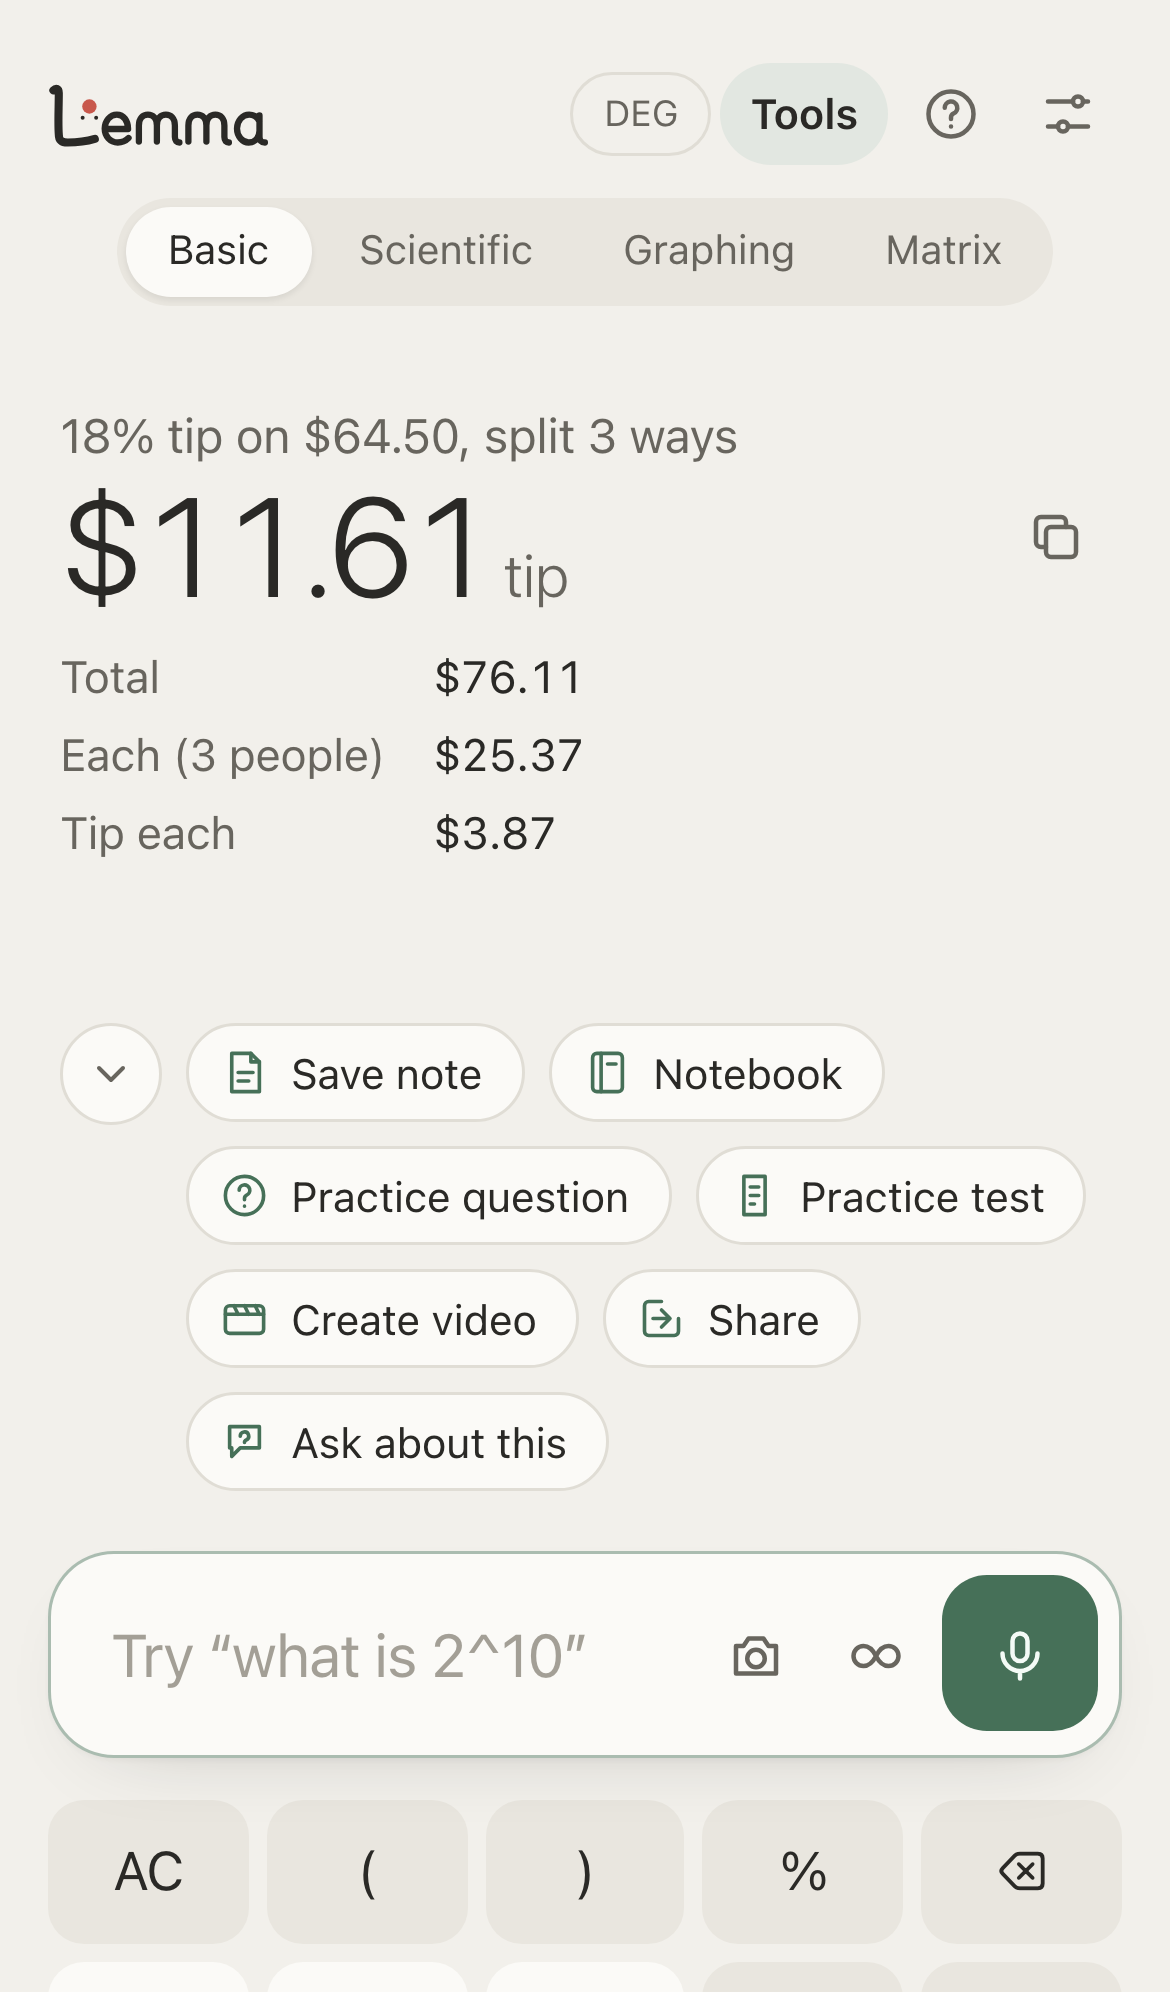 Lemma
DEG Tools
Basic Scientific Graphing Matrix
18% tip on $64.50, split 3 ways
$11.61 tip
Total $76.11
Each (3 people) $25.37
Tip each $3.87
Save note Notebook
Practice question Practice test
Create video Share
Ask about this
Try “what is 2^10”
AC ( ) %